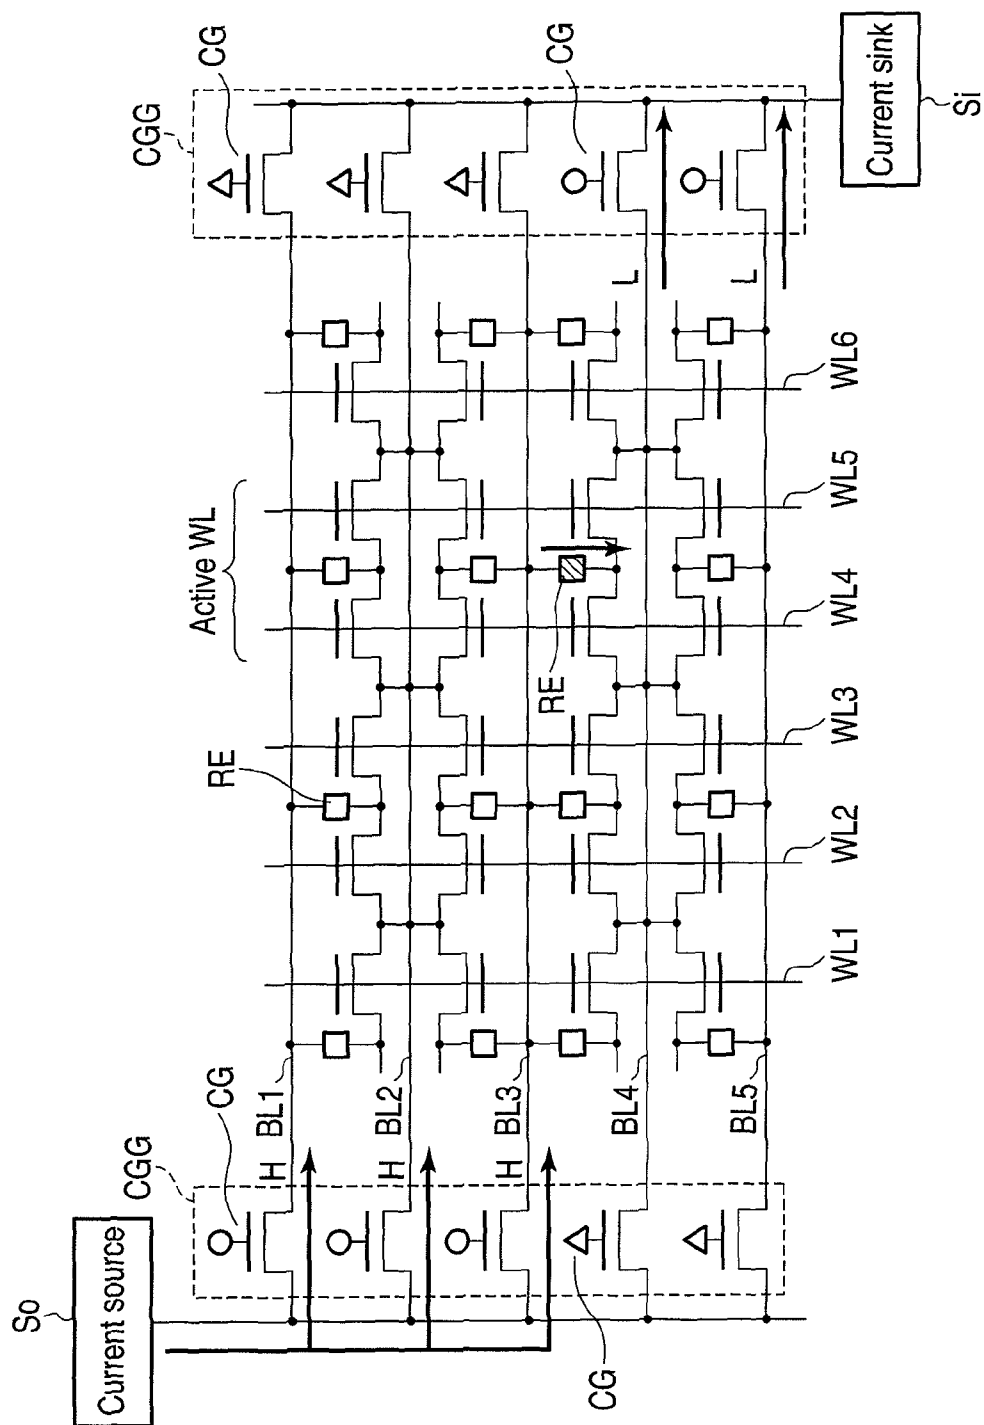 So
Current source
CGG
CG
CG
H
H
H
BL1
BL2
BL3
BL4
BL5
RE
RE
Active WL
WL1
WL2
WL3
WL4
WL5
WL6
L
L
CGG
CG
CG
Current sink
Si